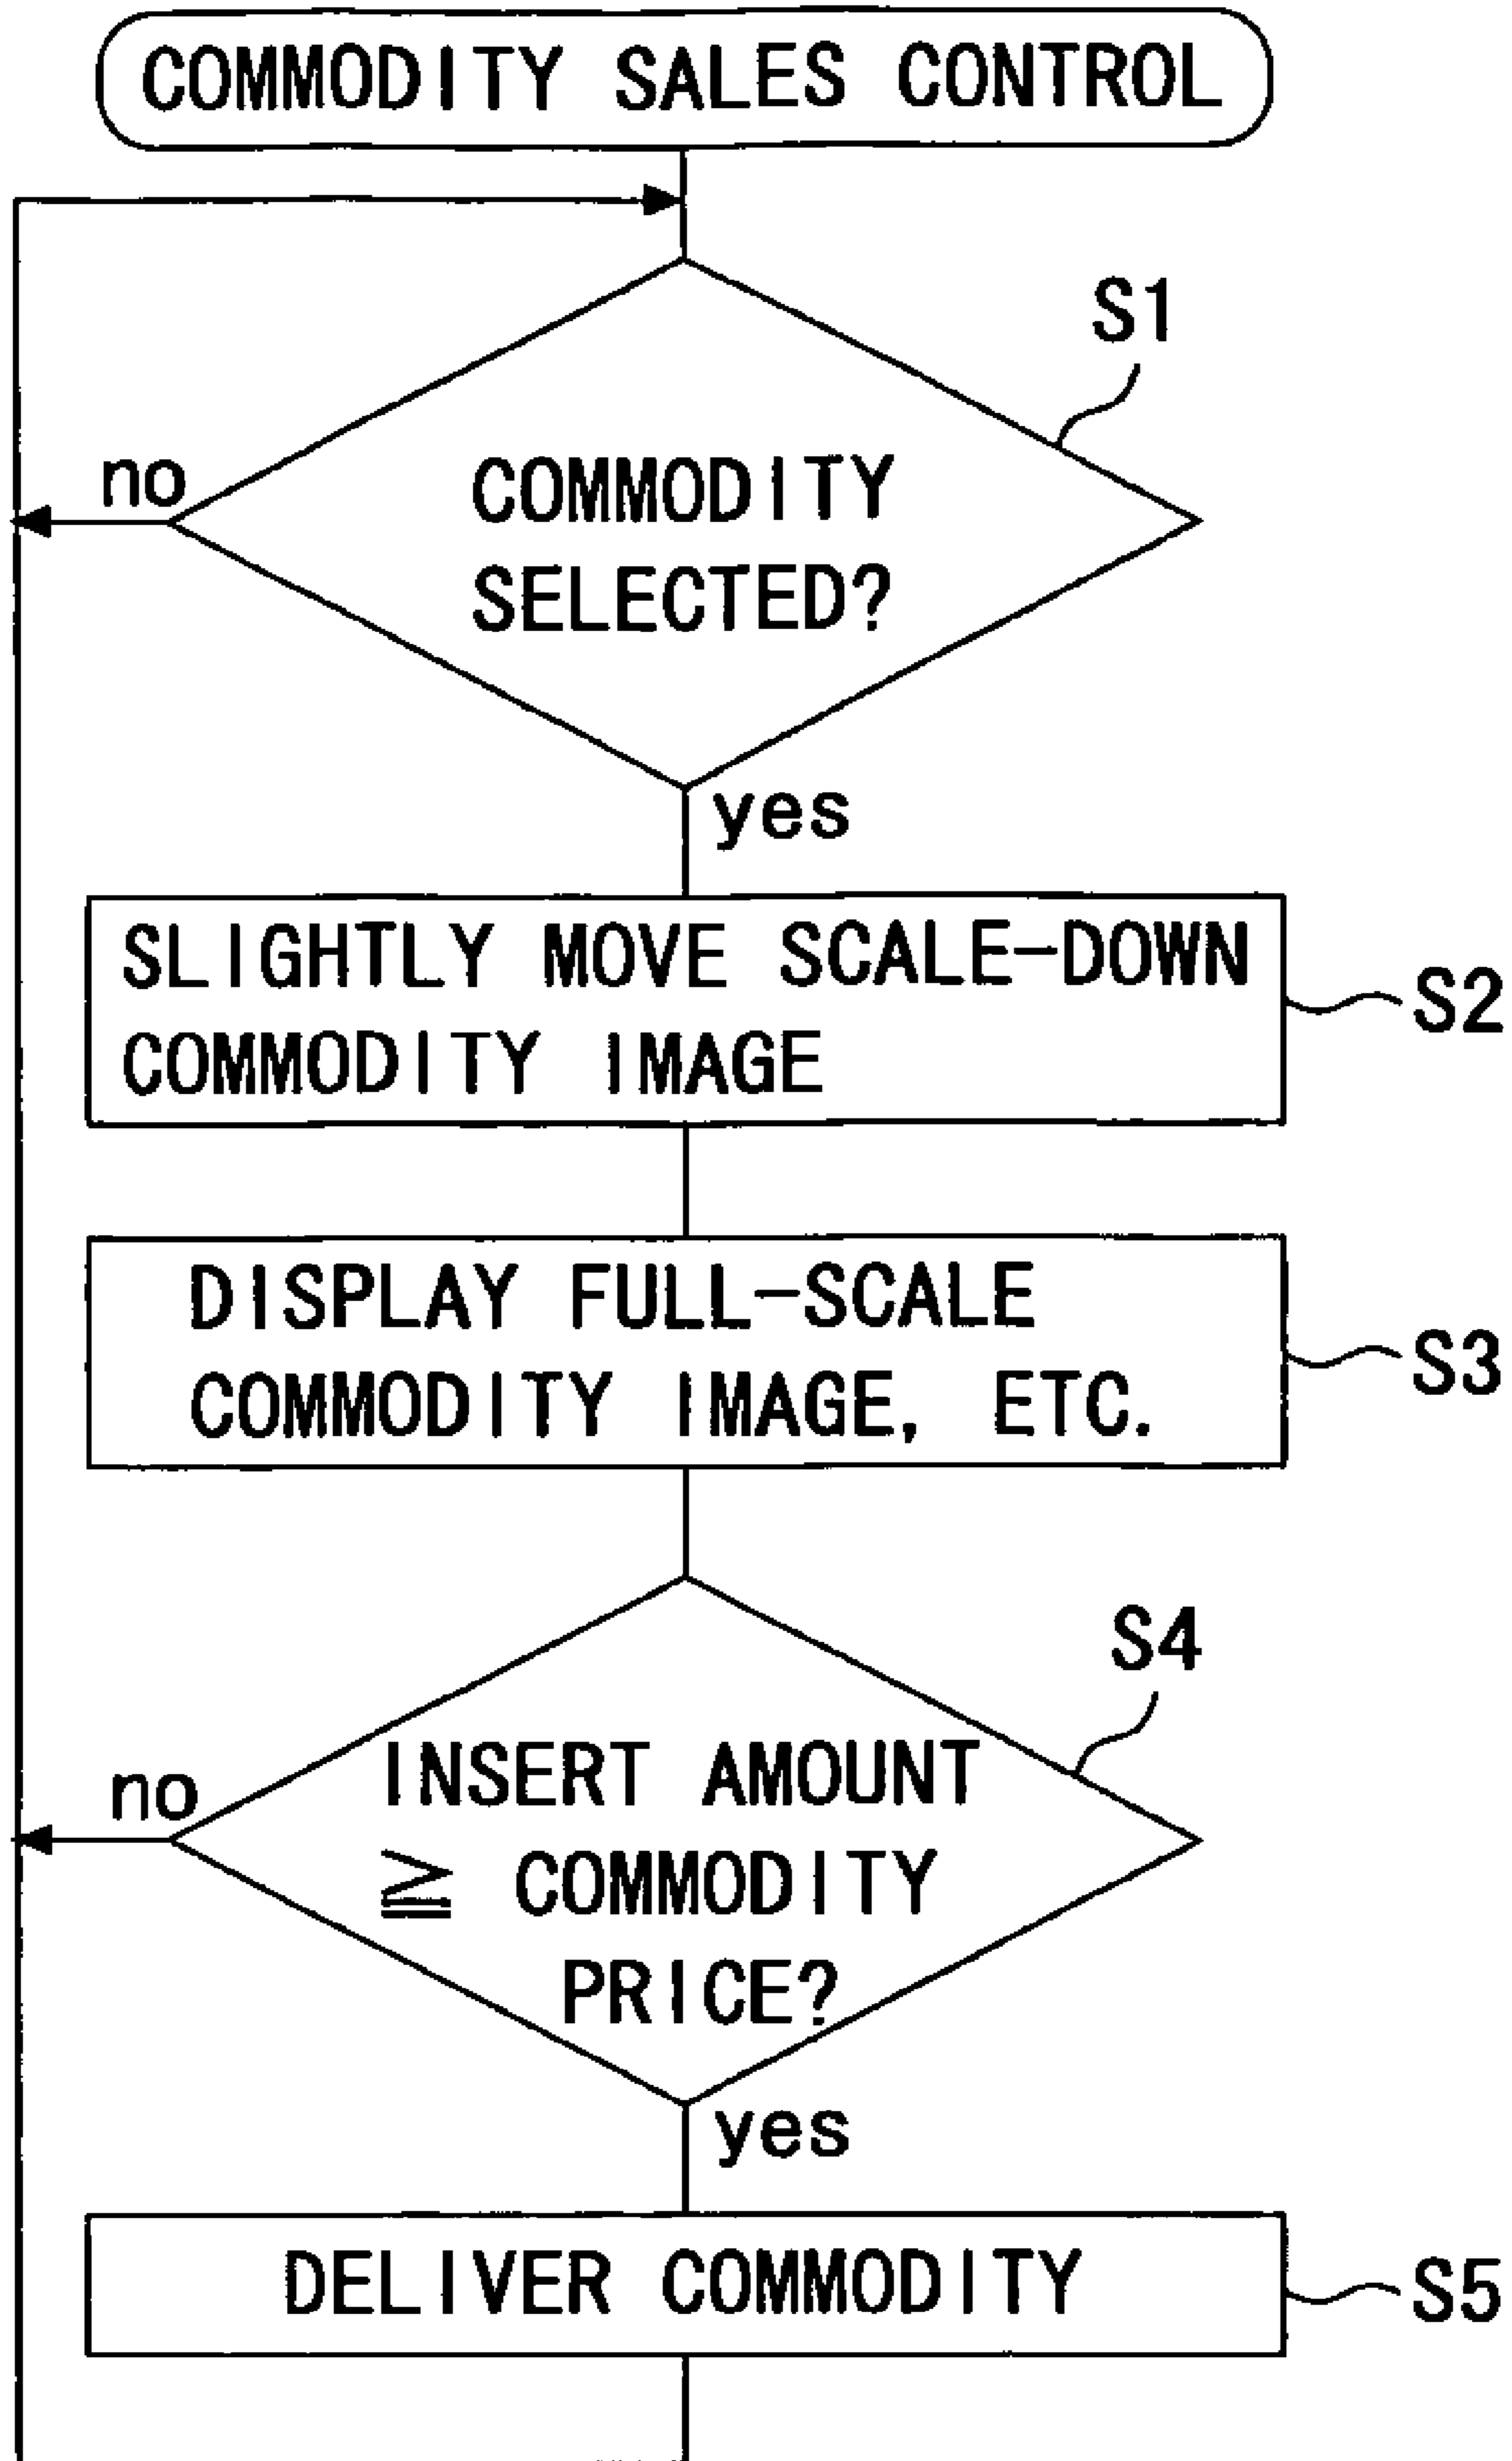 COMMODITY SALES CONTROL
S1
no
COMMODITY
SELECTED?
yes
SLIGHTLY MOVE SCALE-DOWN
COMMODITY IMAGE
S2
DISPLAY FULL-SCALE
COMMODITY IMAGE, ETC.
S3
S4
no
INSERT AMOUNT
≧ COMMODITY
PRICE?
yes
DELIVER COMMODITY
S5